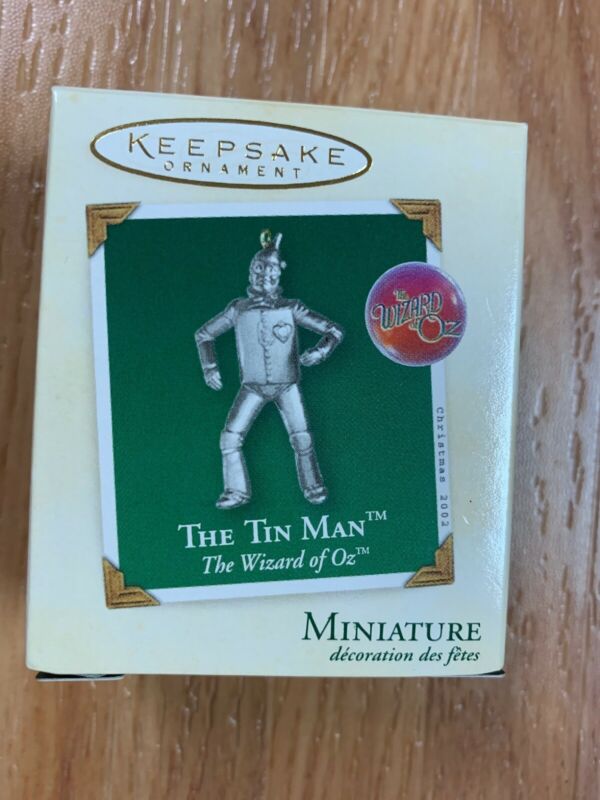 KEEPSAKE
ORNAMENT
THE
WIZARD
of OZ
Christmas 2002
THE TIN MAN™
The Wizard of Oz™
MINIATURE
décoration des fêtes